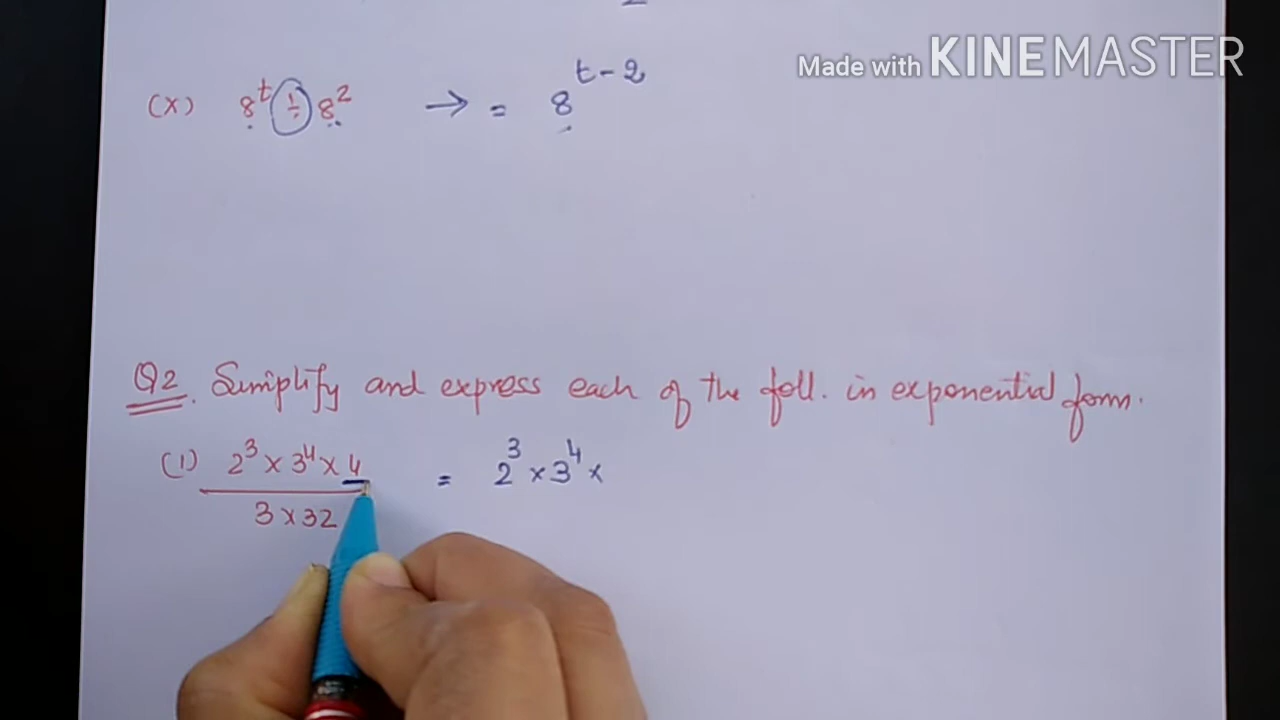 Made with KINEMASTER
(x) 8^t ÷ 8^2 → = 8^(t-2)
Q2. Simplify and express each of the foll. in exponential form.
(1) 2^3 × 3^4 × 4 = 2^3 × 3^4 ×
3 × 32